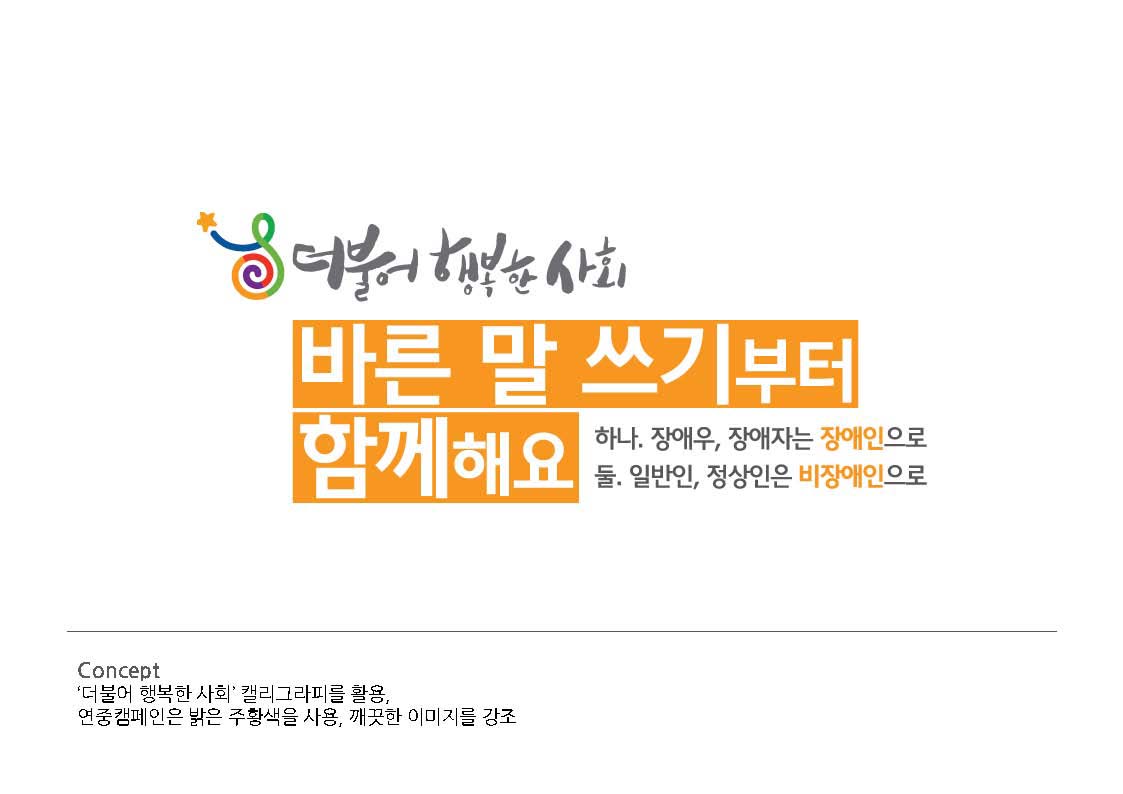 더불어 행복한 사회
바른 말 쓰기부터
함께해요
하나. 장애우, 장애자는 장애인으로
둘. 일반인, 정상인은 비장애인으로
Concept
‘더불어 행복한 사회’ 캘리그라피를 활용,
연중캠페인은 밝은 주황색을 사용, 깨끗한 이미지를 강조